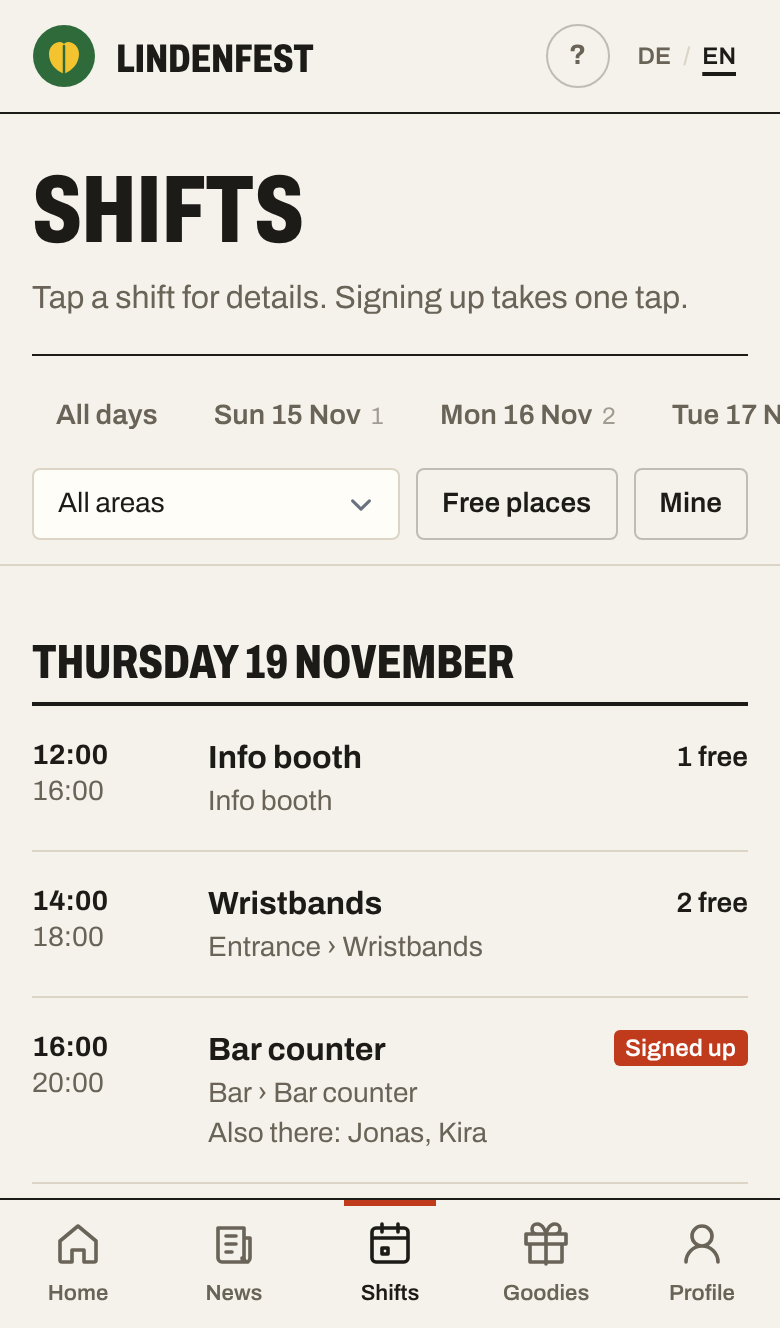 LINDENFEST
? DE / EN
SHIFTS
Tap a shift for details. Signing up takes one tap.
All days Sun 15 Nov 1 Mon 16 Nov 2 Tue 17 N
All areas Free places Mine
THURSDAY 19 NOVEMBER
12:00 Info booth 1 free
16:00 Info booth
14:00 Wristbands 2 free
18:00 Entrance › Wristbands
16:00 Bar counter Signed up
20:00 Bar › Bar counter
Also there: Jonas, Kira
Home News Shifts Goodies Profile